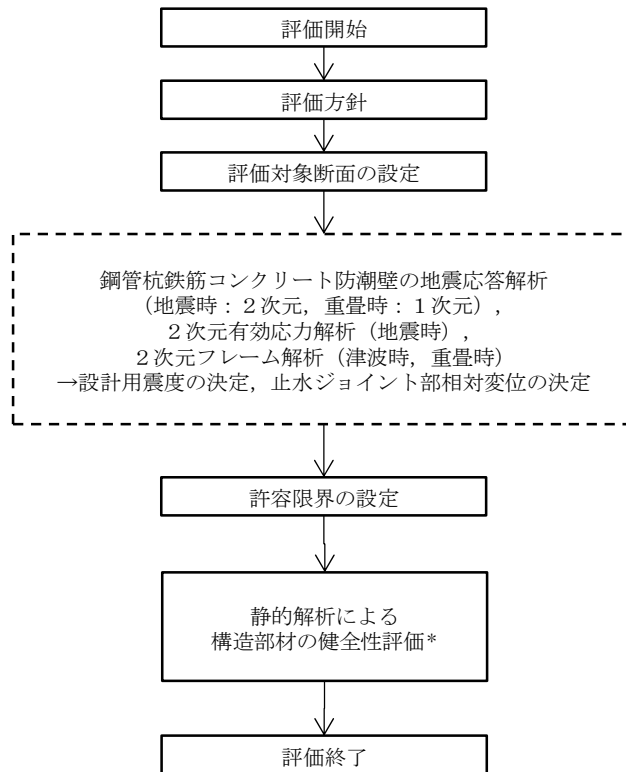 評価開始
評価方針
評価対象断面の設定
鋼管杭鉄筋コンクリート防潮壁の地震応答解析
（地震時：２次元，重畳時：１次元），
２次元有効応力解析（地震時），
２次元フレーム解析（津波時，重畳時）
→設計用震度の決定，止水ジョイント部相対変位の決定
許容限界の設定
静的解析による
構造部材の健全性評価*
評価終了